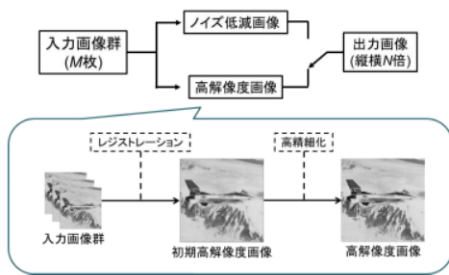 ノイズ低減画像
入力画像群
(M枚)
出力画像
(縦横N倍)
高解像度画像
レジストレーション
高精細化
入力画像群
初期高解像度画像
高解像度画像